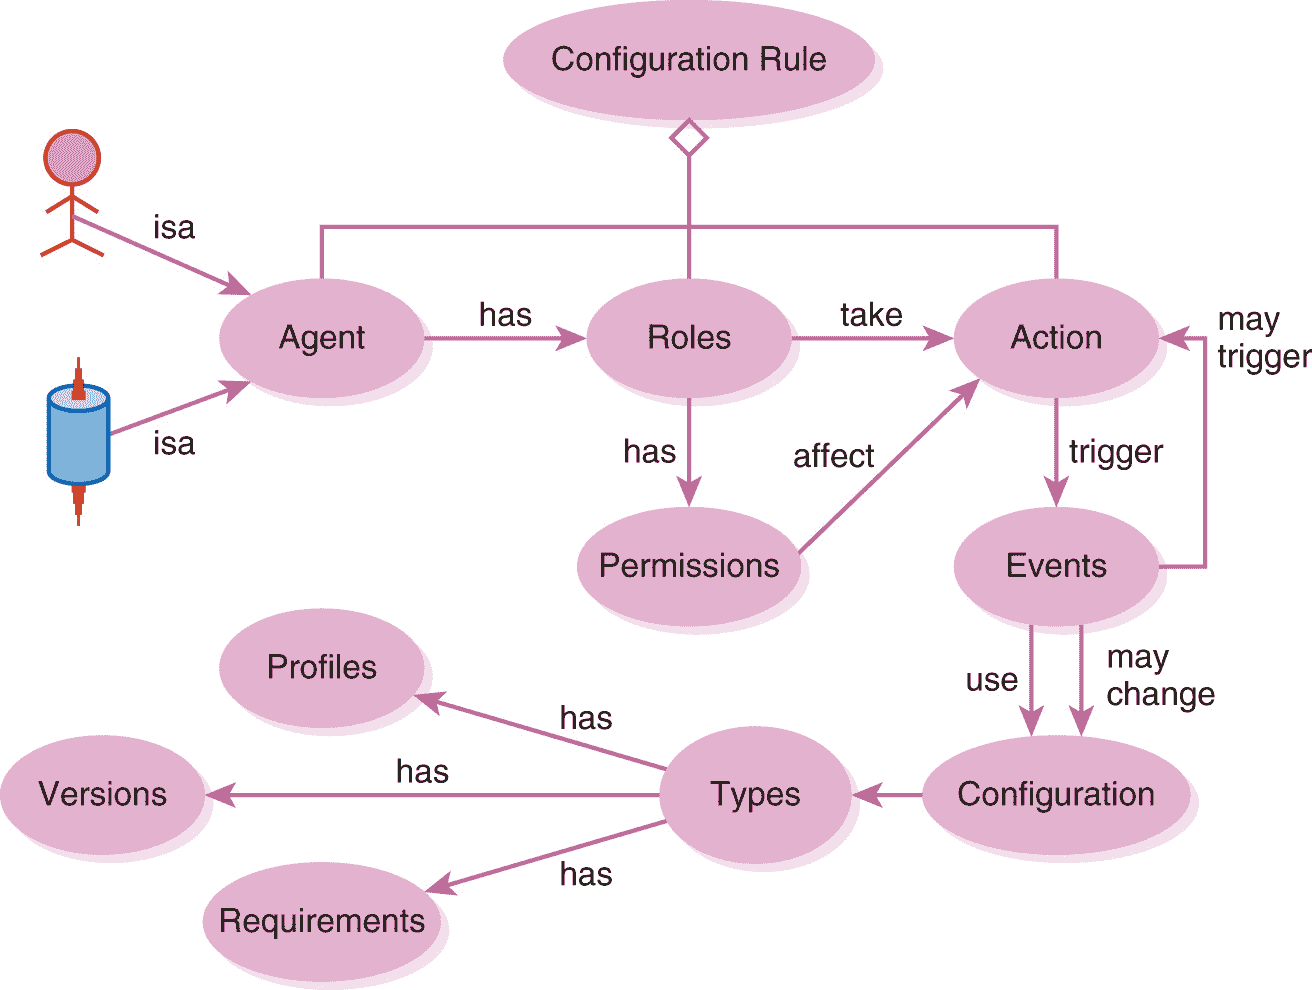 Configuration Rule
isa
Agent
has
Roles
take
Action
may
trigger
isa
has
affect
trigger
Permissions
Events
Profiles
use
may
change
has
Versions
has
Types
Configuration
has
Requirements